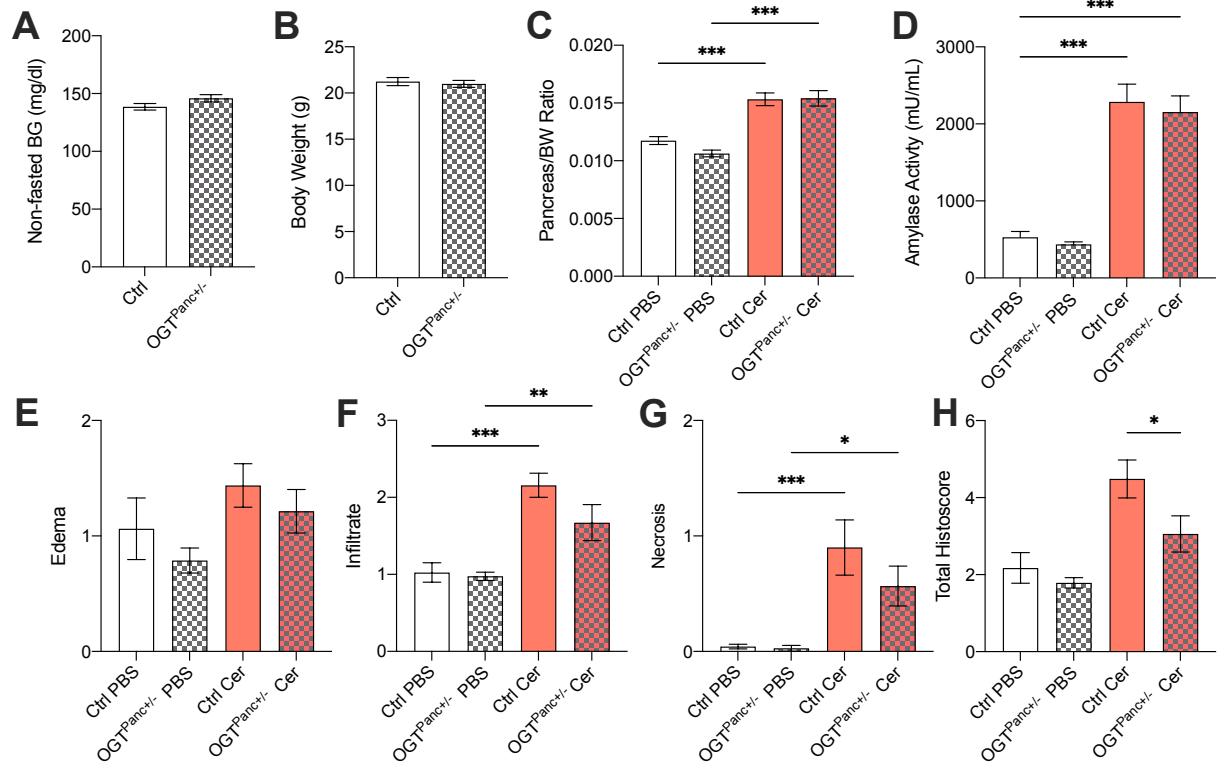 A
Non-fasted BG (mg/dl)
200
150
100
50
0
Ctrl
OGTPanc+/-
B
Body Weight (g)
25
20
15
10
5
0
Ctrl
OGTPanc+/-
C
Pancreas/BW Ratio
0.020
0.015
0.010
0.005
0.000
***
***
Ctrl PBS
OGTPanc+/- PBS
Ctrl Cer
OGTPanc+/- Cer
D
Amylase Activty (mU/mL)
3000
2000
1000
500
0
***
***
Ctrl PBS
OGTPanc+/- PBS
Ctrl Cer
OGTPanc+/- Cer
E
Edema
2
1
0
Ctrl PBS
OGTPanc+/- PBS
Ctrl Cer
OGTPanc+/- Cer
F
Infiltrate
3
2
1
0
**
***
Ctrl PBS
OGTPanc+/- PBS
Ctrl Cer
OGTPanc+/- Cer
G
Necrosis
2
1
0
*
***
Ctrl PBS
OGTPanc+/- PBS
Ctrl Cer
OGTPanc+/- Cer
H
Total Histoscore
6
4
2
0
*
Ctrl PBS
OGTPanc+/- PBS
Ctrl Cer
OGTPanc+/- Cer